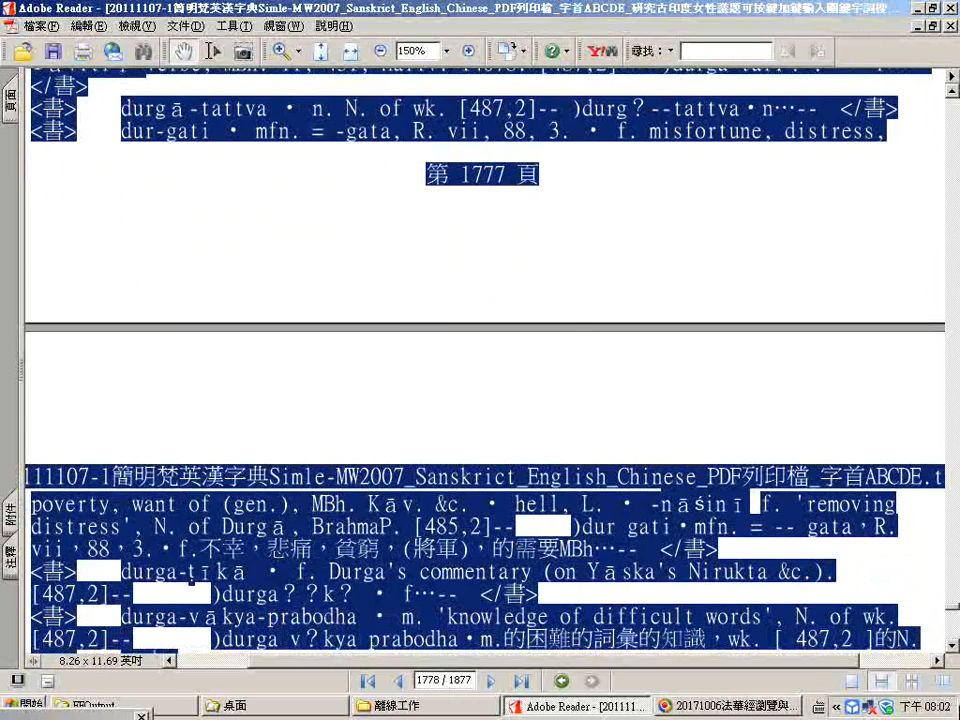 Adobe Reader - [20111107-1簡明梵英漢字典Simle-MW2007_Sanskrict_English_Chinese_PDF列印檔_字首ABCDE_研究古印度女性議題可按鍵加鍵輸入關鍵字詞搜
檔案(F) 編輯(E) 檢視(V) 文件(D) 工具(T) 視窗(W) 說明(H)
150% 尋找：
頁面
</書>
<書> durgā-tattva • n. N. of wk. [487,2]-- )durg？--tattva•n…-- </書>
<書> dur-gati • mfn. = -gata, R. vii, 88, 3. • f. misfortune, distress,
第 1777 頁
111107-1簡明梵英漢字典Simle-MW2007_Sanskrict_English_Chinese_PDF列印檔_字首ABCDE.t
poverty, want of (gen.), MBh. Kāv. &c. • hell, L. • -nāśinī f. 'removing
distress', N. of Durgā, BrahmaP. [485,2]-- )dur gati•mfn. = -- gata，R.
vii，88，3.•f.不幸，悲痛，貧窮，(將軍)，的需要MBh…-- </書>
<書> durga-ṭīkā • f. Durga's commentary (on Yāska's Nirukta &c.).
[487,2]-- )durga？？k？ • f…-- </書>
<書> durga-vākya-prabodha • m. 'knowledge of difficult words', N. of wk.
[487,2]-- )durga v？kya prabodha•m.的困難的詞彙的知識，wk. [ 487,2 ]的N.
附件
注釋
8.26 x 11.69 英吋
1778 / 1877
開始 FFOutput 桌面 離線工作 Adobe Reader - [20111... 20171006法華經瀏覽與... 下午 08:02